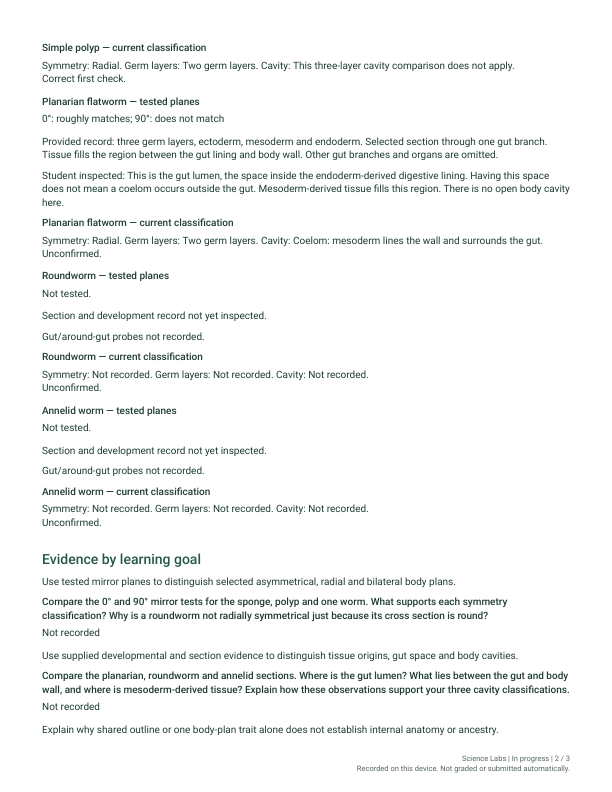 Simple polyp — current classification
Symmetry: Radial. Germ layers: Two germ layers. Cavity: This three-layer cavity comparison does not apply.
Correct first check.
Planarian flatworm — tested planes
0°: roughly matches; 90°: does not match
Provided record: three germ layers, ectoderm, mesoderm and endoderm. Selected section through one gut branch.
Tissue fills the region between the gut lining and body wall. Other gut branches and organs are omitted.
Student inspected: This is the gut lumen, the space inside the endoderm-derived digestive lining. Having this space
does not mean a coelom occurs outside the gut. Mesoderm-derived tissue fills this region. There is no open body cavity
here.
Planarian flatworm — current classification
Symmetry: Radial. Germ layers: Two germ layers. Cavity: Coelom: mesoderm lines the wall and surrounds the gut.
Unconfirmed.
Roundworm — tested planes
Not tested.
Section and development record not yet inspected.
Gut/around-gut probes not recorded.
Roundworm — current classification
Symmetry: Not recorded. Germ layers: Not recorded. Cavity: Not recorded.
Unconfirmed.
Annelid worm — tested planes
Not tested.
Section and development record not yet inspected.
Gut/around-gut probes not recorded.
Annelid worm — current classification
Symmetry: Not recorded. Germ layers: Not recorded. Cavity: Not recorded.
Unconfirmed.
Evidence by learning goal
Use tested mirror planes to distinguish selected asymmetrical, radial and bilateral body plans.
Compare the 0° and 90° mirror tests for the sponge, polyp and one worm. What supports each symmetry
classification? Why is a roundworm not radially symmetrical just because its cross section is round?
Not recorded
Use supplied developmental and section evidence to distinguish tissue origins, gut space and body cavities.
Compare the planarian, roundworm and annelid sections. Where is the gut lumen? What lies between the gut and body
wall, and where is mesoderm-derived tissue? Explain how these observations support your three cavity classifications.
Not recorded
Explain why shared outline or one body-plan trait alone does not establish internal anatomy or ancestry.
Science Labs | In progress | 2 / 3
Recorded on this device. Not graded or submitted automatically.